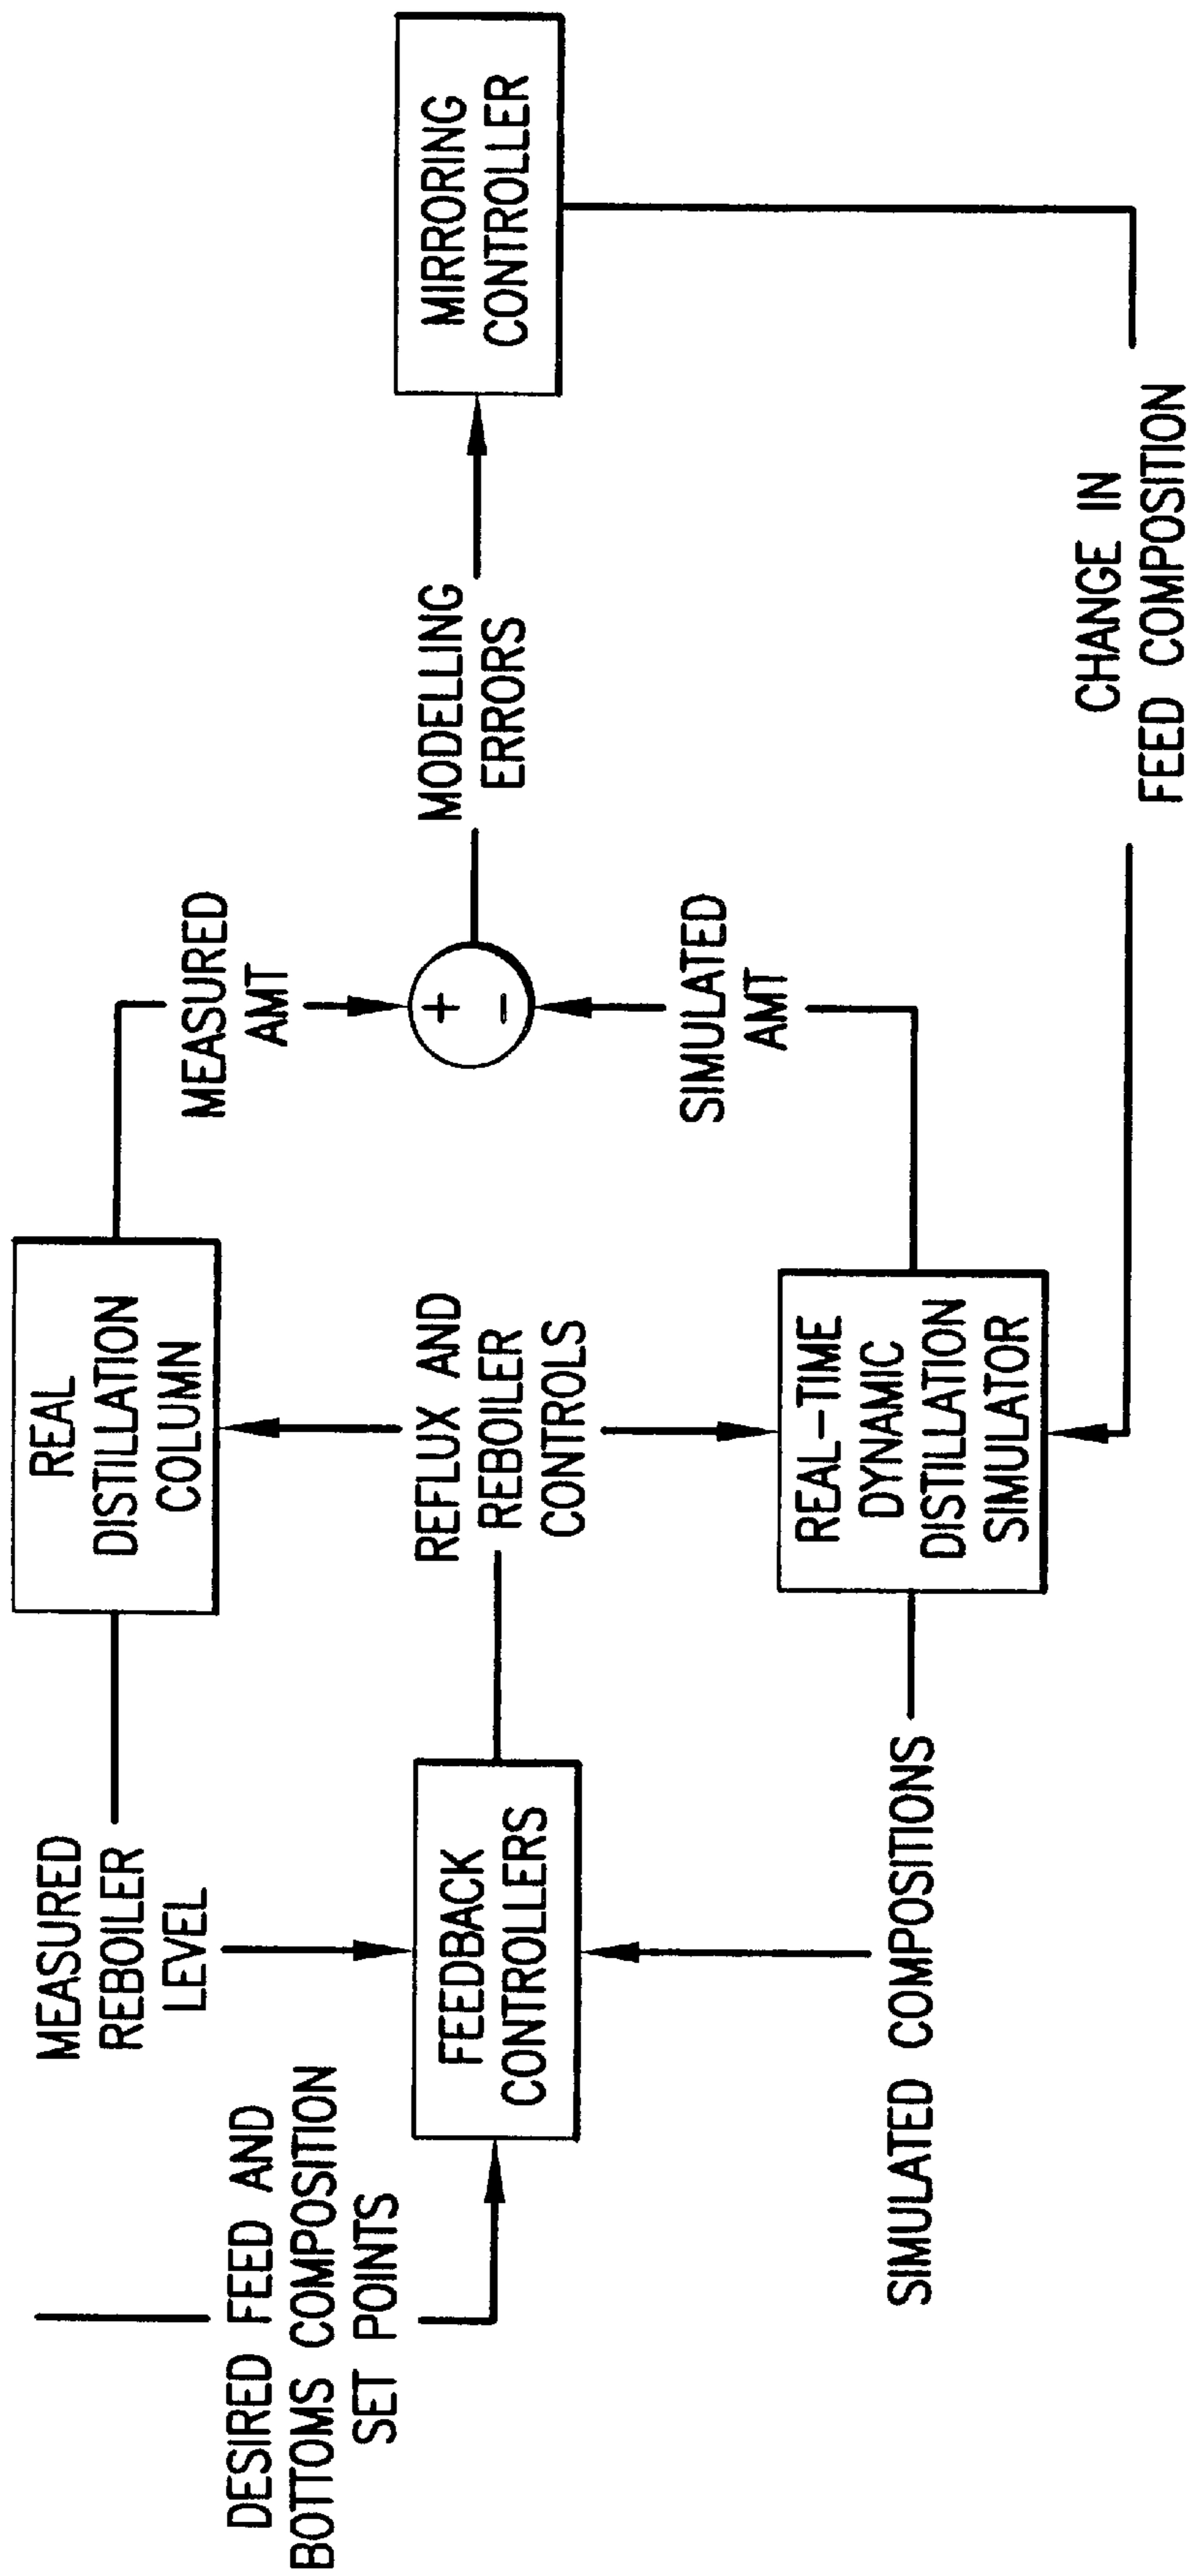 DESIRED FEED AND
BOTTOMS COMPOSITION
SET POINTS
MEASURED
REBOILER
LEVEL
FEEDBACK
CONTROLLERS
SIMULATED COMPOSITIONS
REAL
DISTILLATION
COLUMN
REFLUX AND
REBOILER
CONTROLS
REAL-TIME
DYNAMIC
DISTILLATION
SIMULATOR
MEASURED
AMT
+
-
SIMULATED
AMT
MODELLING
ERRORS
MIRRORING
CONTROLLER
CHANGE IN
FEED COMPOSITION